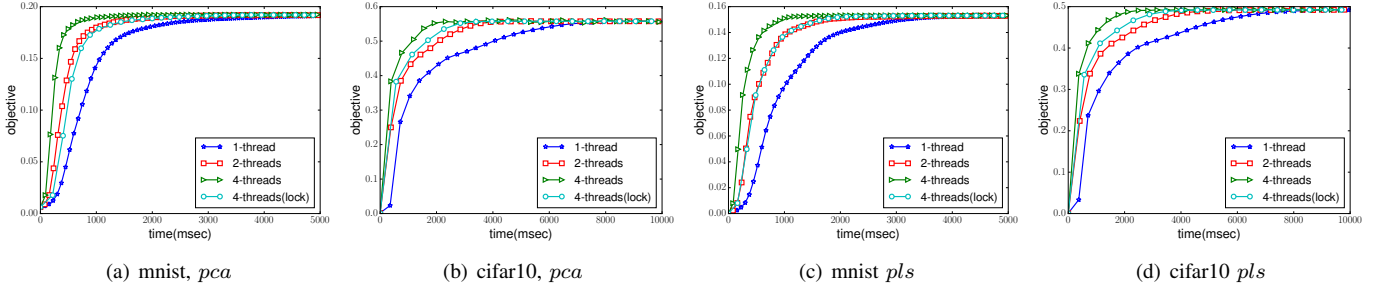 0.20
0.15
0.10
0.05
0.00
objective
0 1000 2000 3000 4000 5000
time(msec)
1-thread
2-threads
4-threads
4-threads(lock)
(a) mnist, pca
0.6
0.5
0.4
0.3
0.2
0.1
0.0
objective
0 2000 4000 6000 8000 10000
time(msec)
1-thread
2-threads
4-threads
4-threads(lock)
(b) cifar10, pca
0.16
0.14
0.12
0.10
0.08
0.06
0.04
0.02
0.00
objective
0 1000 2000 3000 4000 5000
time(msec)
1-thread
2-threads
4-threads
4-threads(lock)
(c) mnist pls
0.5
0.4
0.3
0.2
0.1
0.0
objective
0 2000 4000 6000 8000 10000
time(msec)
1-thread
2-threads
4-threads
4-threads(lock)
(d) cifar10 pls